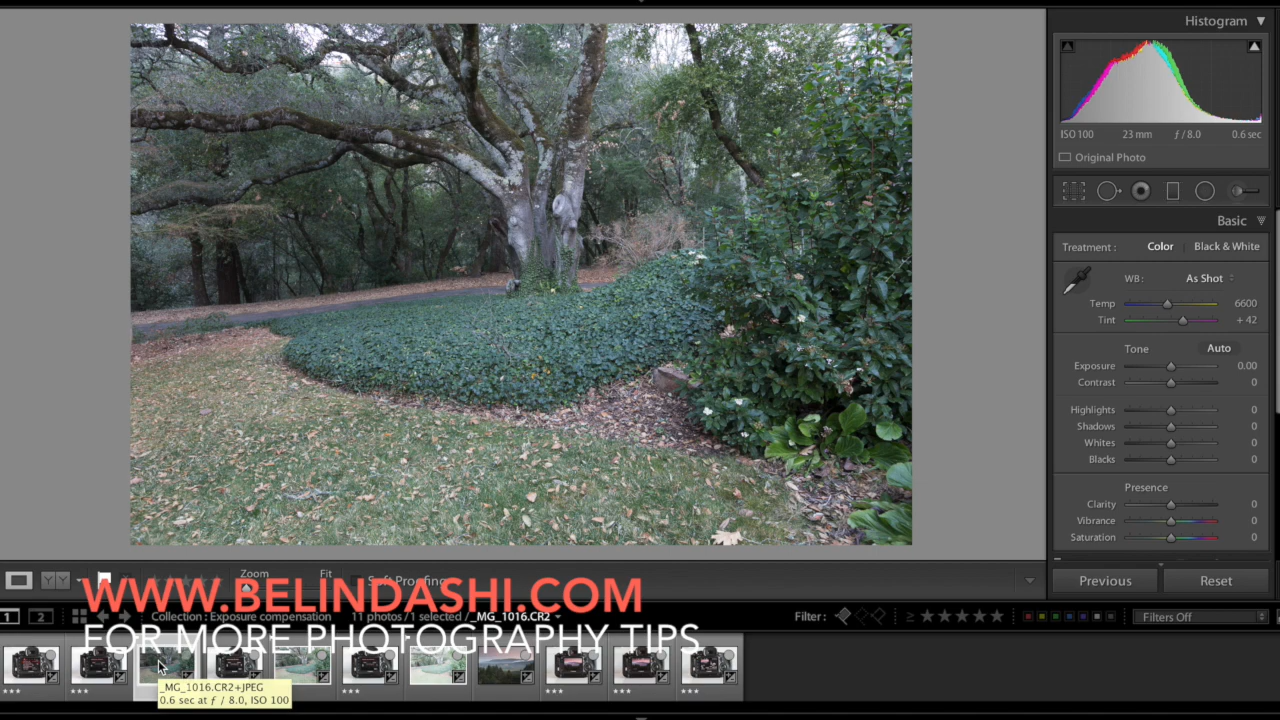 Histogram
ISO 100 23 mm ƒ / 8.0 0.6 sec
Original Photo
Basic
Treatment : Color Black & White
WB : As Shot
Temp 6600
Tint + 42
Tone Auto
Exposure 0.00
Contrast 0
Highlights 0
Shadows 0
Whites 0
Blacks 0
Presence
Clarity 0
Vibrance 0
Saturation 0
Previous Reset
YY Zoom Fit Soft Proofing
WWW.BELINDASHI.COM
1 2 Collection : Exposure compensation 11 photos / 1 selected / _MG_1016.CR2 Filter : Filters Off
FOR MORE PHOTOGRAPHY TIPS
_MG_1016.CR2+JPEG
0.6 sec at ƒ / 8.0, ISO 100